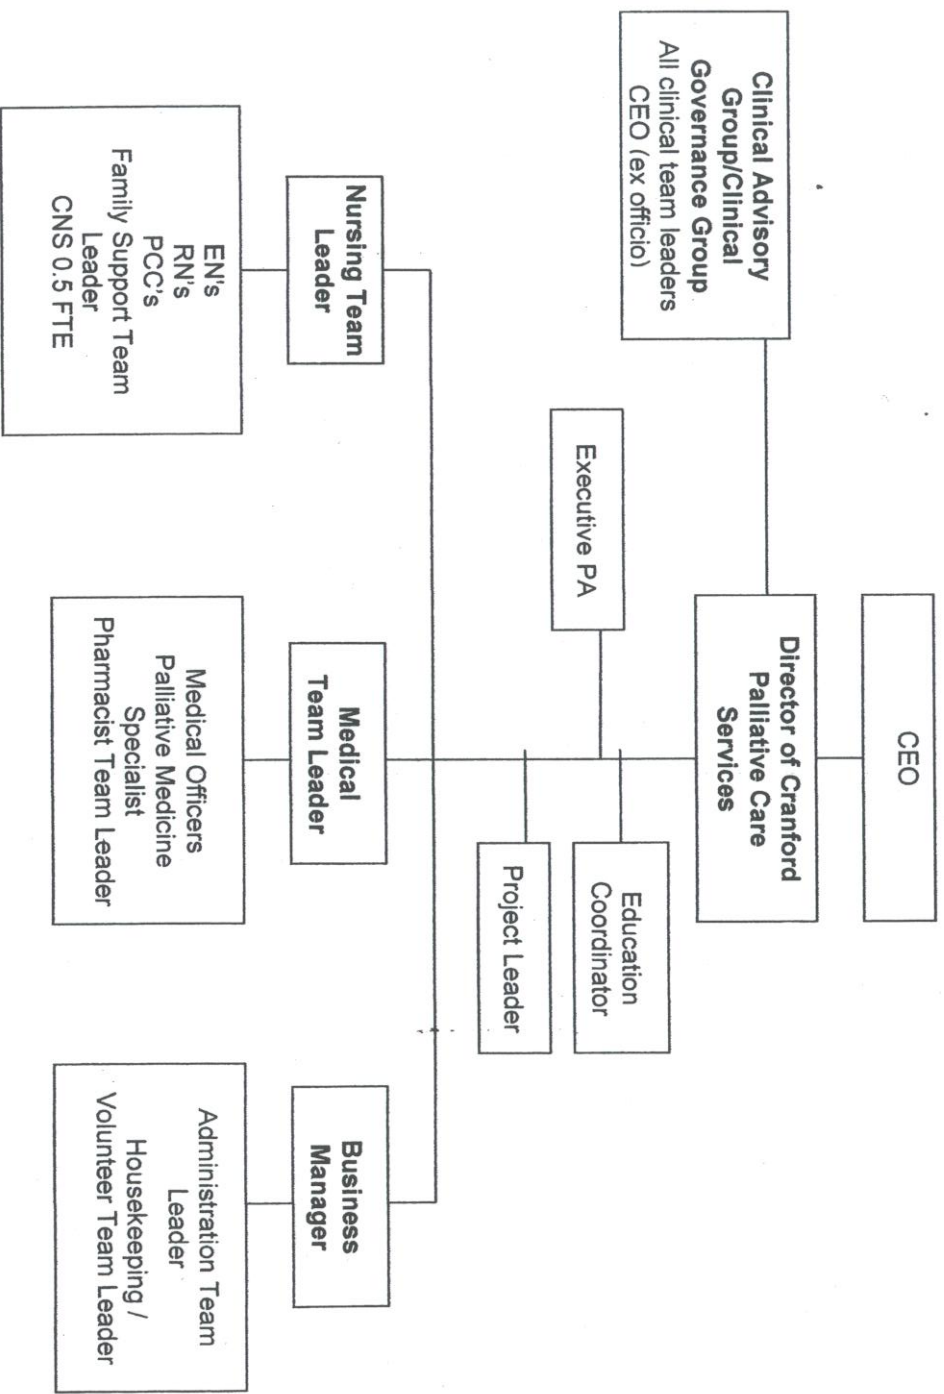 CEO
Director of Cranford
Palliative Care
Services
Clinical Advisory
Group/Clinical
Governance Group
All clinical team leaders
CEO (ex officio)
Executive PA
Education
Coordinator
Project Leader
Nursing Team
Leader
Medical
Team Leader
Business
Manager
EN's
RN's
PCC's
Family Support Team
Leader
CNS 0.5 FTE
Medical Officers
Palliative Medicine
Specialist
Pharmacist Team Leader
Administration Team
Leader
Housekeeping /
Volunteer Team Leader